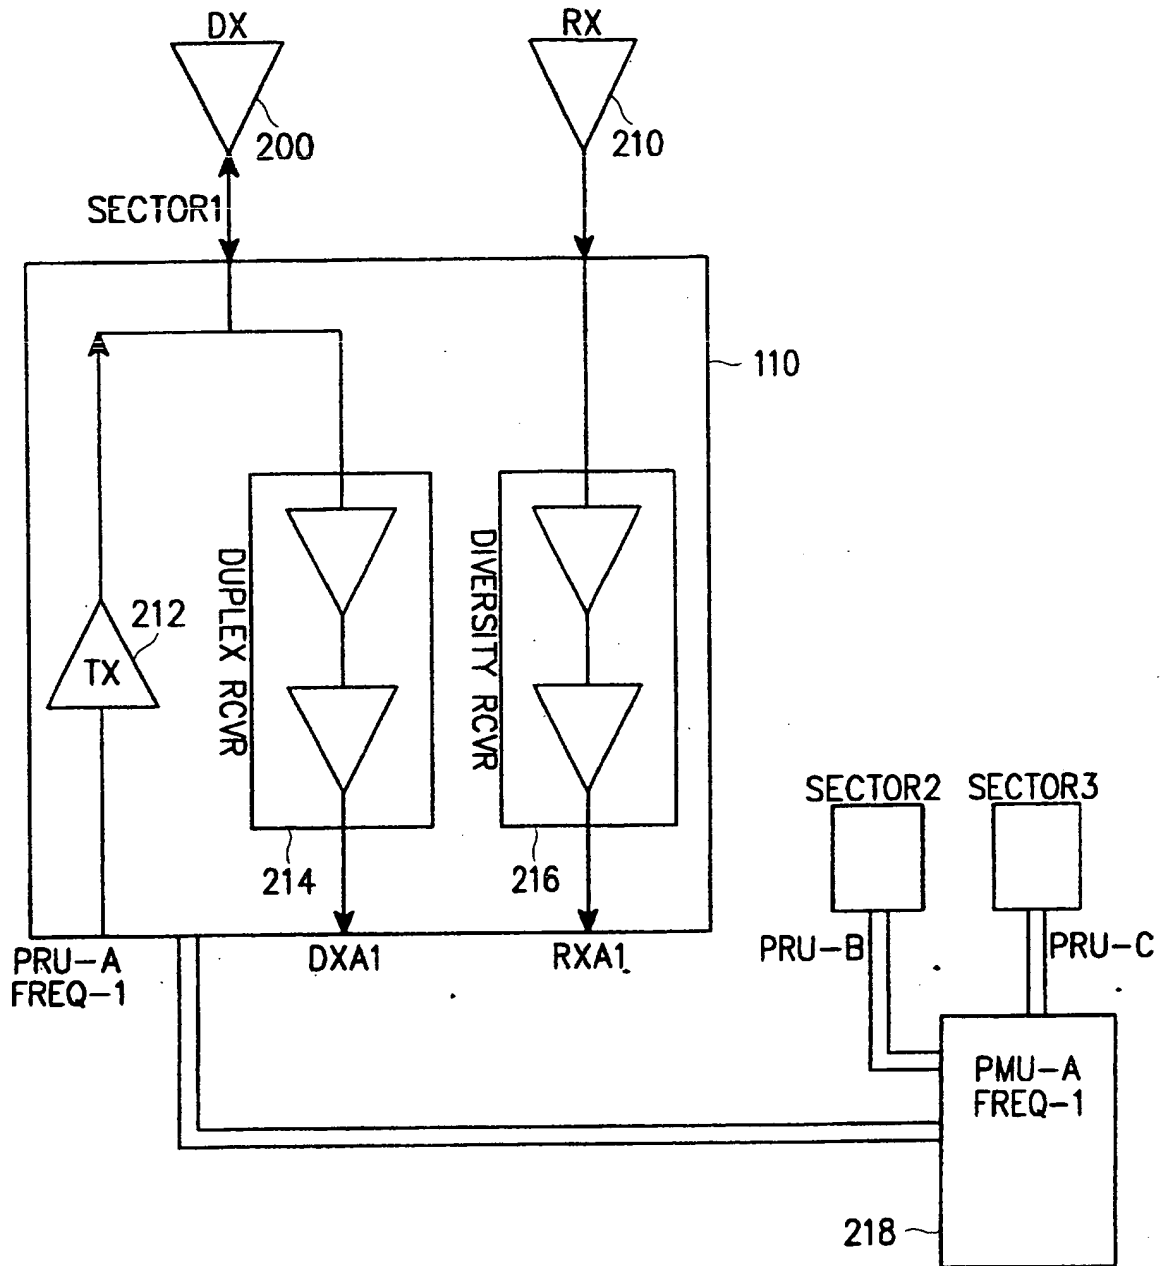 DX
RX
200
210
SECTOR1
110
DUPLEX RCVR
DIVERSITY RCVR
212
TX
SECTOR2
SECTOR3
214
216
PRU-A
FREQ-1
DXA1
RXA1
PRU-B
PRU-C
PMU-A
FREQ-1
218